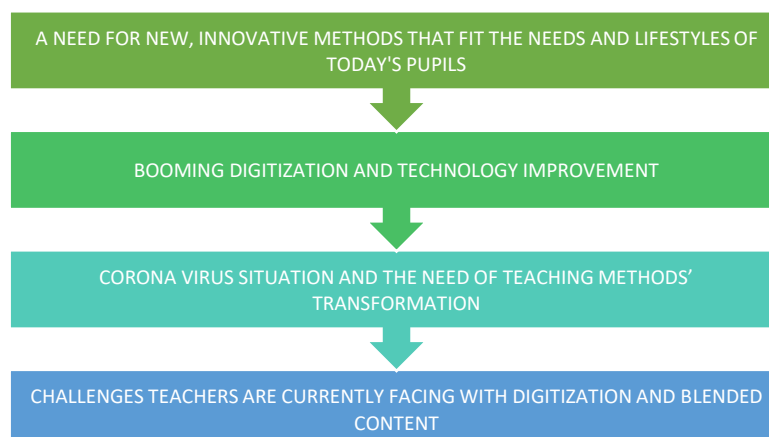 A NEED FOR NEW, INNOVATIVE METHODS THAT FIT THE NEEDS AND LIFESTYLES OF
TODAY'S PUPILS
BOOMING DIGITIZATION AND TECHNOLOGY IMPROVEMENT
CORONA VIRUS SITUATION AND THE NEED OF TEACHING METHODS’
TRANSFORMATION
CHALLENGES TEACHERS ARE CURRENTLY FACING WITH DIGITIZATION AND BLENDED
CONTENT